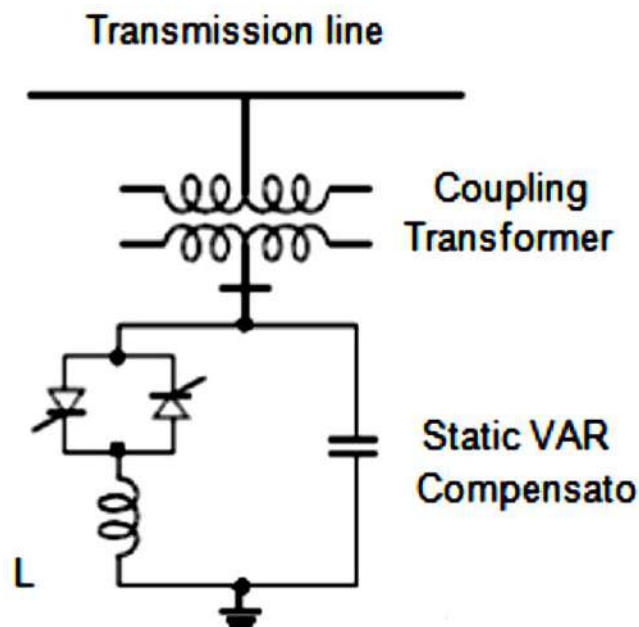 Transmission line
Coupling
Transformer
Static VAR
Compensato
L